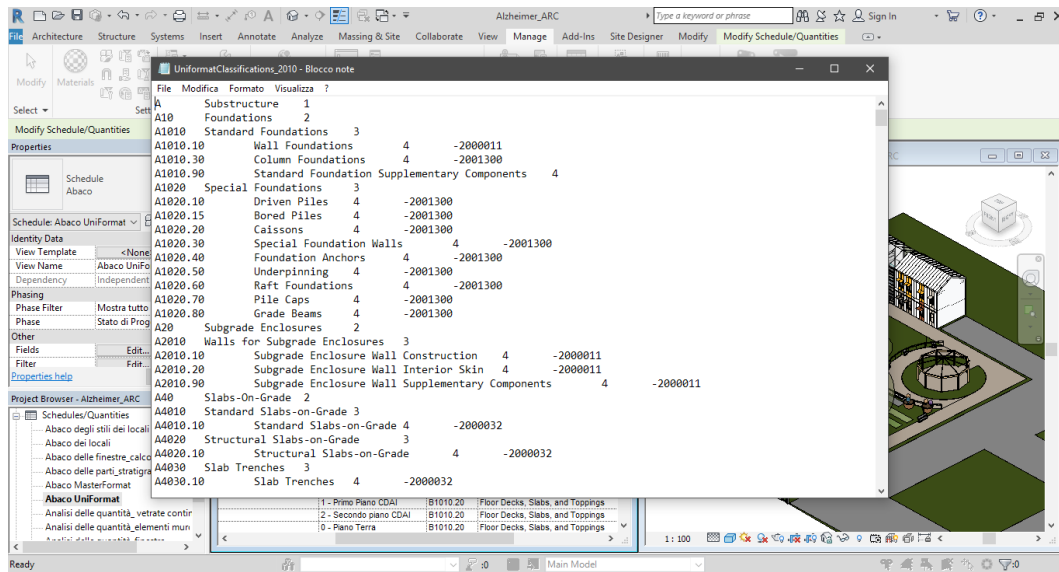 Alzheimer_ARC
Type a keyword or phrase
Sign In
File Architecture Structure Systems Insert Annotate Analyze Massing & Site Collaborate View Manage Add-Ins Site Designer Modify Modify Schedule/Quantities
Modify
Materials
Select
Sett
Modify Schedule/Quantities
Properties
Schedule
Abaco
Schedule: Abaco UniFormat
Identity Data
View Template <None
View Name Abaco UniFo
Dependency Independent
Phasing
Phase Filter Mostra tutto
Phase Stato di Prog
Other
Fields Edit...
Filter Edit...
Properties help
Project Browser - Alzheimer_ARC
Schedules/Quantities
Abaco degli stili dei locali
Abaco dei locali
Abaco delle finestre_calco
Abaco delle parti_stratigra
Abaco MasterFormat
Abaco UniFormat
Analisi delle quantità_ vetrate contir
Analisi delle quantità_elementi mura
Analisi delle quantità_finestre
UniformatClassifications_2010 - Blocco note
File Modifica Formato Visualizza ?
A Substructure 1
A10 Foundations 2
A1010 Standard Foundations 3
A1010.10 Wall Foundations 4 -2000011
A1010.30 Column Foundations 4 -2001300
A1010.90 Standard Foundation Supplementary Components 4
A1020 Special Foundations 3
A1020.10 Driven Piles 4 -2001300
A1020.15 Bored Piles 4 -2001300
A1020.20 Caissons 4 -2001300
A1020.30 Special Foundation Walls 4 -2001300
A1020.40 Foundation Anchors 4 -2001300
A1020.50 Underpinning 4 -2001300
A1020.60 Raft Foundations 4 -2001300
A1020.70 Pile Caps 4 -2001300
A1020.80 Grade Beams 4 -2001300
A20 Subgrade Enclosures 2
A2010 Walls for Subgrade Enclosures 3
A2010.10 Subgrade Enclosure Wall Construction 4 -2000011
A2010.20 Subgrade Enclosure Wall Interior Skin 4 -2000011
A2010.90 Subgrade Enclosure Wall Supplementary Components 4 -2000011
A40 Slabs-On-Grade 2
A4010 Standard Slabs-on-Grade 3
A4010.10 Standard Slabs-on-Grade 4 -2000032
A4020 Structural Slabs-on-Grade 3
A4020.10 Structural Slabs-on-Grade 4 -2000032
A4030 Slab Trenches 3
A4030.10 Slab Trenches 4 -2000032
1 - Primo Piano CDAI B1010.20 Floor Decks, Slabs, and Toppings
2 - Secondo piano CDAI B1010.20 Floor Decks, Slabs, and Toppings
0 - Piano Terra B1010.20 Floor Decks, Slabs, and Toppings
RC
1 : 100
Ready
:0
Main Model
:0